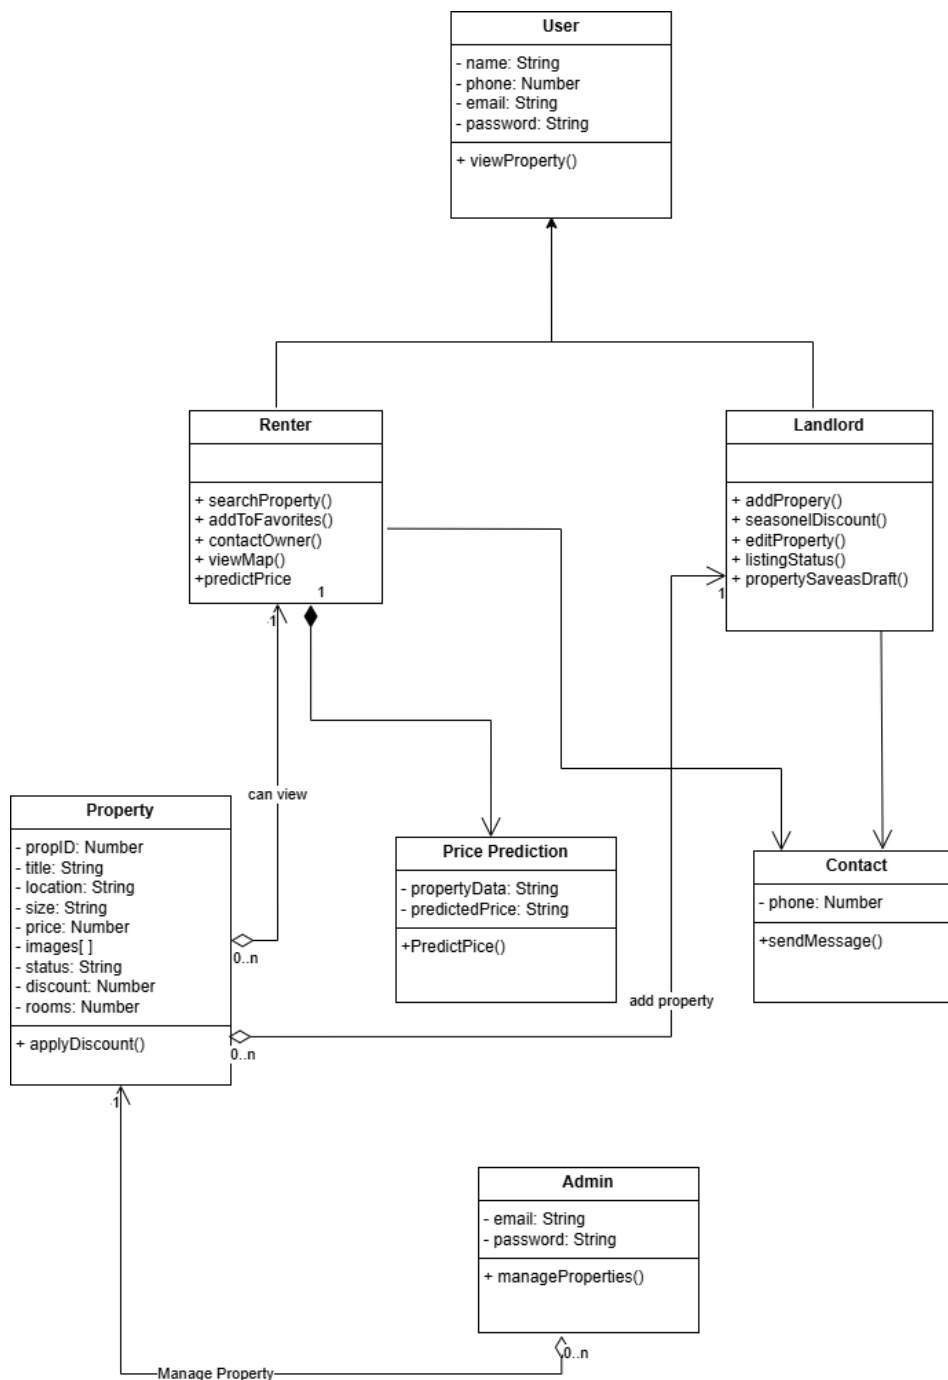 User
- name: String
- phone: Number
- email: String
- password: String
+ viewProperty()
Renter
+ searchProperty()
+ addToFavorites()
+ contactOwner()
+ viewMap()
+predictPrice
1
1
Landlord
+ addPropery()
+ seasonelDiscount()
+ editProperty()
+ listingStatus()
+ propertySaveasDraft()
1
can view
Property
- propID: Number
- title: String
- location: String
- size: String
- price: Number
- images[ ]
- status: String
- discount: Number
- rooms: Number
+ applyDiscount()
0..n
0..n
1
Price Prediction
- propertyData: String
- predictedPrice: String
+PredictPice()
Contact
- phone: Number
+sendMessage()
add property
Admin
- email: String
- password: String
+ manageProperties()
0..n
Manage Property